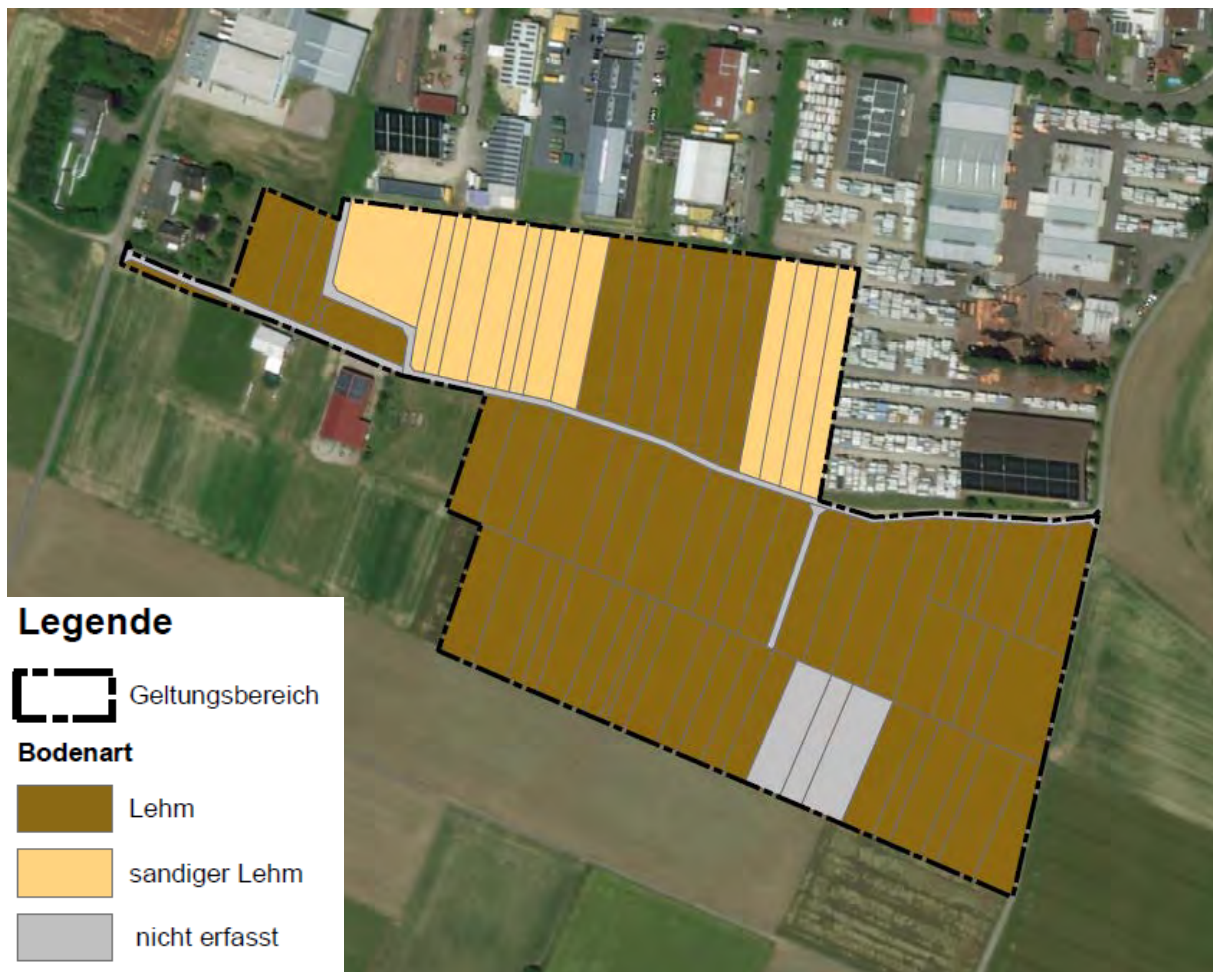 Legende
Geltungsbereich
Bodenart
Lehm
sandiger Lehm
nicht erfasst